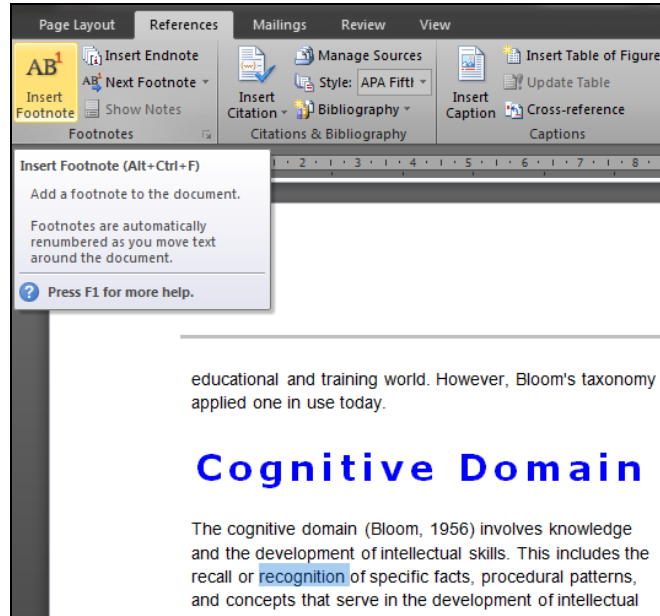 Page Layout References Mailings Review View
AB1
Insert
Footnote
Insert Endnote
AB1 Next Footnote
Show Notes
Footnotes
Insert
Citation
Manage Sources
Style: APA Fift
Bibliography
Citations & Bibliography
Insert
Caption
Insert Table of Figure
Update Table
Cross-reference
Captions
2 3 4 5 6 7 8
Insert Footnote (Alt+Ctrl+F)
Add a footnote to the document.
Footnotes are automatically
renumbered as you move text
around the document.
Press F1 for more help.
educational and training world. However, Bloom's taxonomy
applied one in use today.
Cognitive Domain
The cognitive domain (Bloom, 1956) involves knowledge
and the development of intellectual skills. This includes the
recall or recognition of specific facts, procedural patterns,
and concepts that serve in the development of intellectual